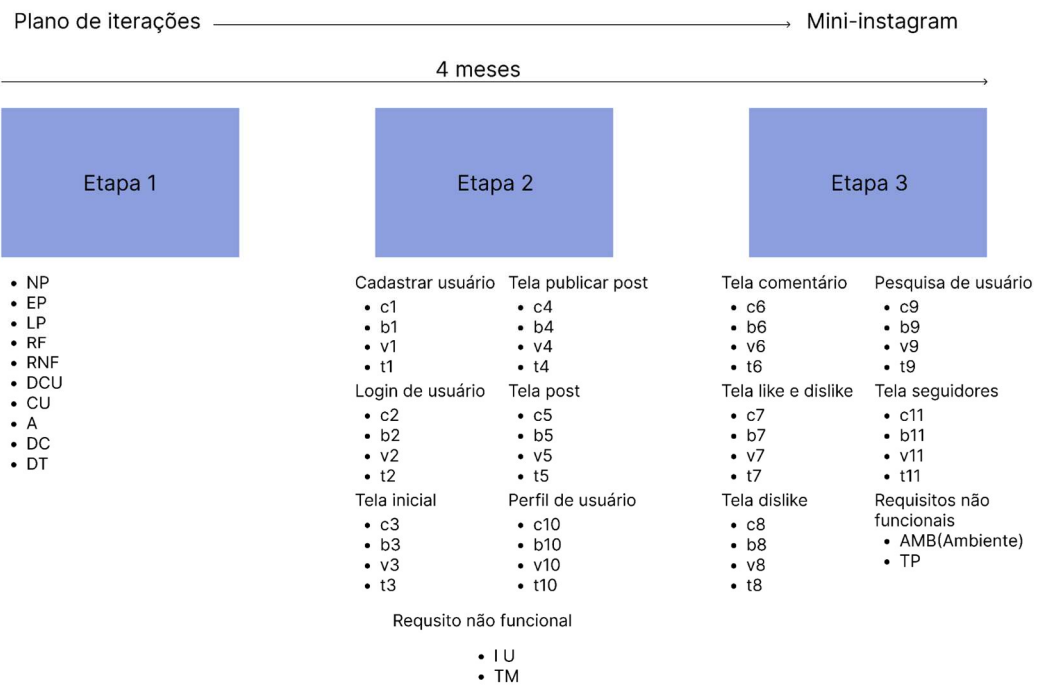 Plano de iterações
Mini-instagram
4 meses
Etapa 1
Etapa 2
Etapa 3
• NP
• EP
• LP
• RF
• RNF
• DCU
• CU
• A
• DC
• DT
Cadastrar usuário
• c1
• b1
• v1
• t1
Login de usuário
• c2
• b2
• v2
• t2
Tela inicial
• c3
• b3
• v3
• t3
Tela publicar post
• c4
• b4
• v4
• t4
Tela post
• c5
• b5
• v5
• t5
Perfil de usuário
• c10
• b10
• v10
• t10
Requsito não funcional
• I U
• TM
Tela comentário
• c6
• b6
• v6
• t6
Tela like e dislike
• c7
• b7
• v7
• t7
Tela dislike
• c8
• b8
• v8
• t8
Pesquisa de usuário
• c9
• b9
• v9
• t9
Tela seguidores
• c11
• b11
• v11
• t11
Requisitos não
funcionais
• AMB(Ambiente)
• TP